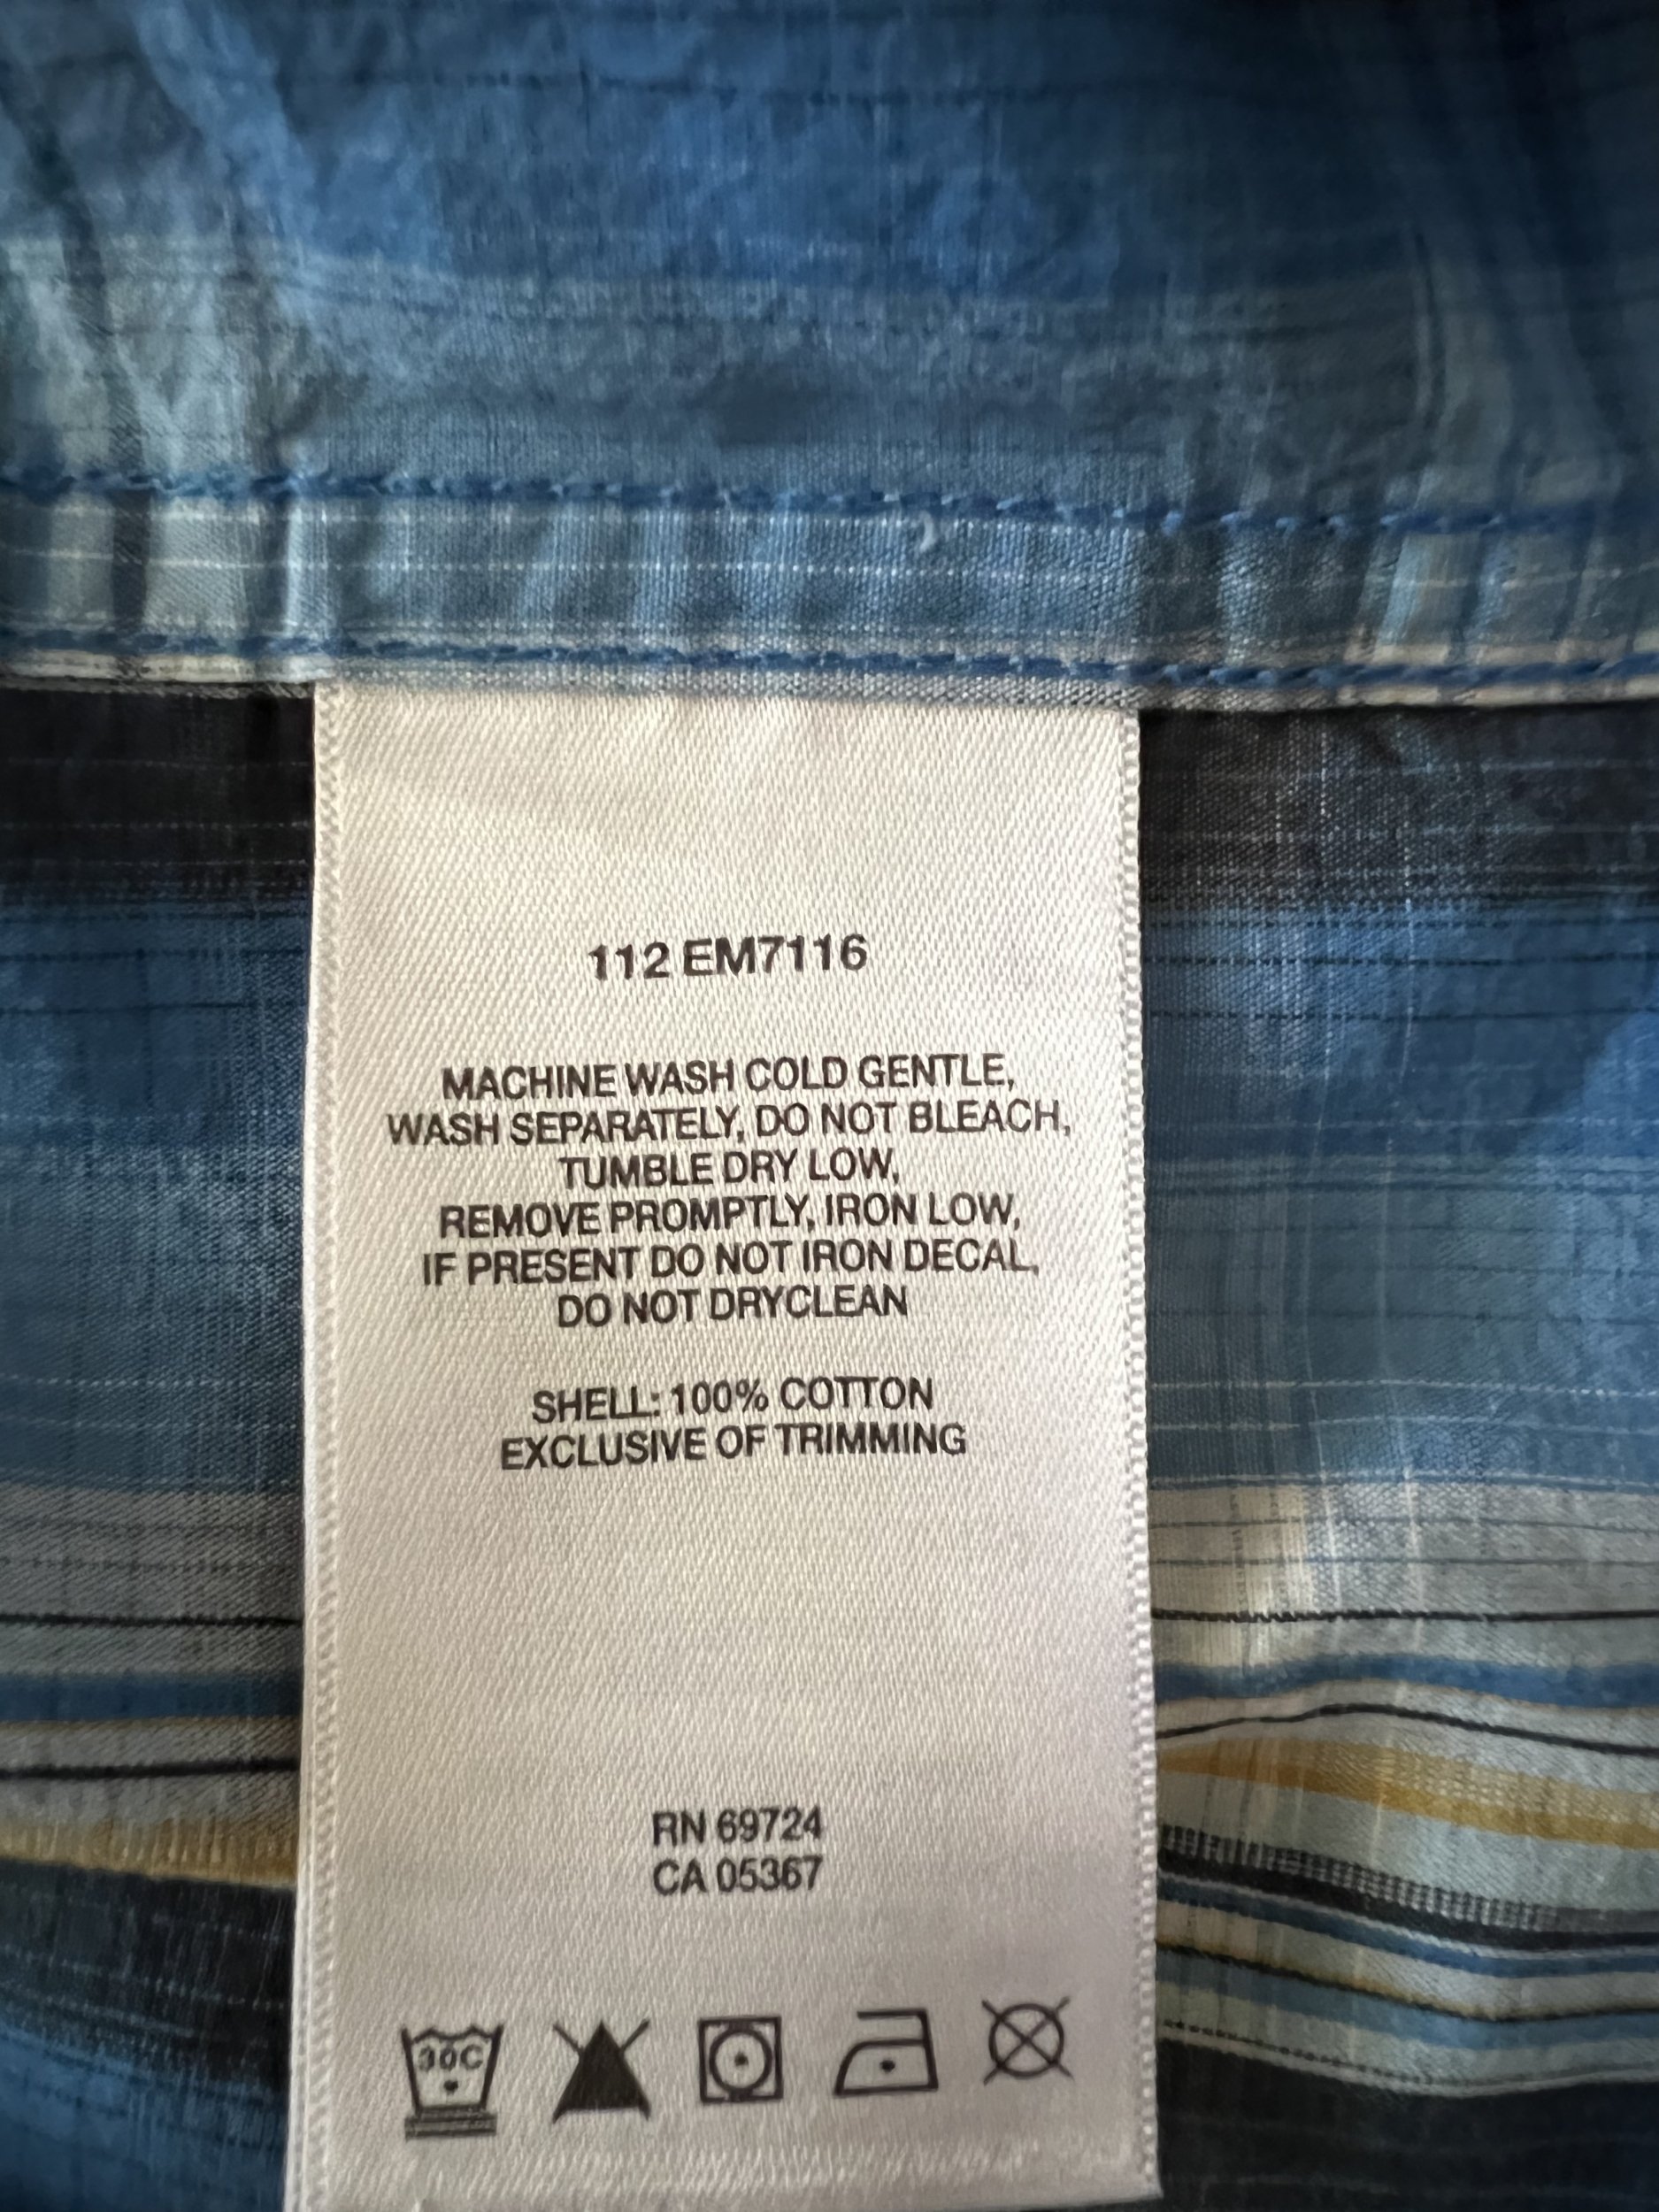 112 EM7116
MACHINE WASH COLD GENTLE,
WASH SEPARATELY, DO NOT BLEACH,
TUMBLE DRY LOW,
REMOVE PROMPTLY, IRON LOW,
IF PRESENT DO NOT IRON DECAL,
DO NOT DRYCLEAN
SHELL: 100% COTTON
EXCLUSIVE OF TRIMMING
RN 69724
CA 05367
30C